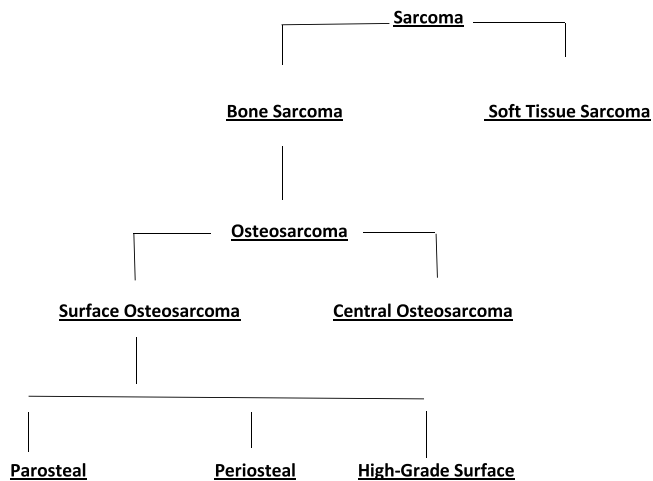 Sarcoma
Bone Sarcoma
Soft Tissue Sarcoma
Osteosarcoma
Surface Osteosarcoma
Central Osteosarcoma
Parosteal
Periosteal
High-Grade Surface